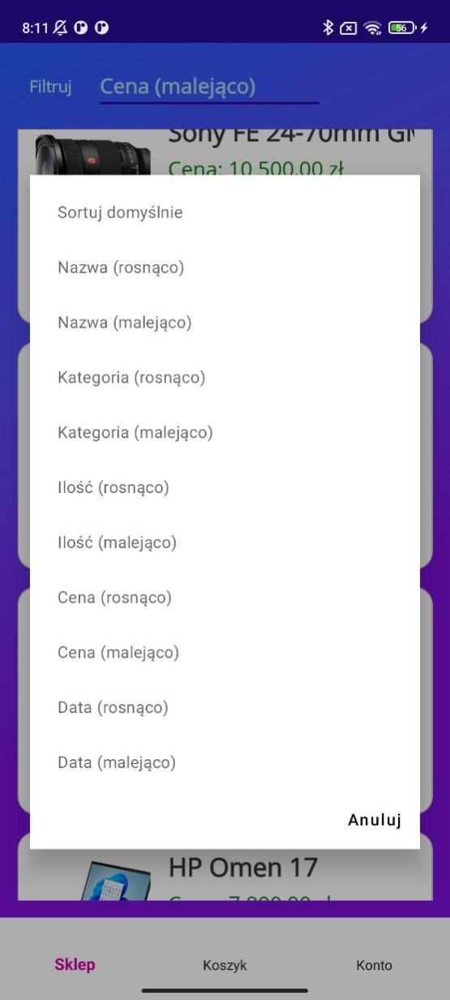 8:11
56
Filtruj
Cena (malejąco)
Sony FE 24-70mm
Cena: 10 500,00 zł
Sortuj domyślnie
Nazwa (rosnąco)
Nazwa (malejąco)
Kategoria (rosnąco)
Kategoria (malejąco)
Ilość (rosnąco)
Ilość (malejąco)
Cena (rosnąco)
Cena (malejąco)
Data (rosnąco)
Data (malejąco)
Anuluj
HP Omen 17
Sklep
Koszyk
Konto